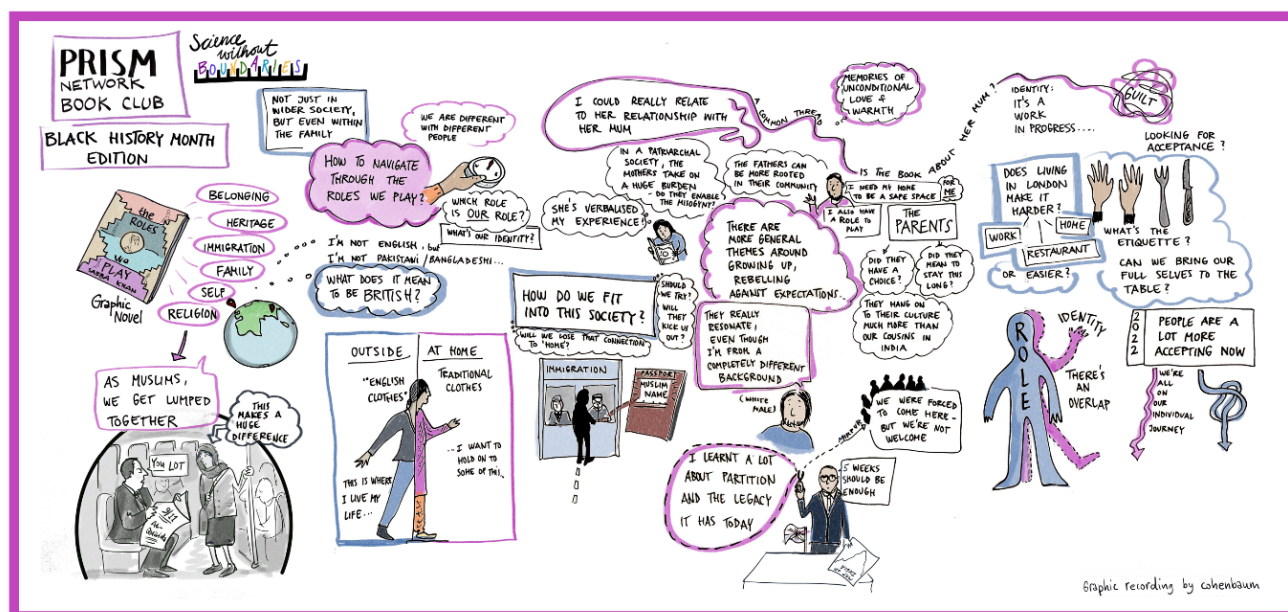 PRISM
NETWORK
BOOK CLUB
Science
without
BOUNDARIES
BLACK HISTORY MONTH
EDITION
the
ROLES
we
PLAY
SABBA KHAN
Graphic
Novel
BELONGING
HERITAGE
IMMIGRATION
FAMILY
SELF
RELIGION
AS MUSLIMS,
WE GET LUMPED
TOGETHER
THIS
MAKES A
HUGE
DIFFERENCE
YOU LOT
9/11
NOT JUST IN
WIDER SOCIETY,
BUT EVEN WITHIN
THE FAMILY
WE ARE DIFFERENT
WITH DIFFERENT
PEOPLE
HOW TO NAVIGATE
THROUGH THE
ROLES WE PLAY?
WHICH ROLE
IS OUR ROLE?
WHAT'S OUR IDENTITY?
I'M NOT ENGLISH, but
I'M NOT PAKISTANI/BANGLADESHI...
WHAT DOES IT MEAN
TO BE BRITISH?
OUTSIDE
AT HOME
"ENGLISH
CLOTHES"
TRADITIONAL
CLOTHES
THIS IS WHERE
I LIVE MY
LIFE...
...I WANT TO
HOLD ON TO
SOME OF THIS...
I COULD REALLY RELATE
TO HER RELATIONSHIP WITH
HER MUM
A COMMON THREAD
IS THE BOOK
ABOUT HER MUM?
MEMORIES OF
UNCONDITIONAL
LOVE &
WARMTH
IN A PATRIARCHAL
SOCIETY, THE
MOTHERS TAKE ON
A HUGE BURDEN
- DO THEY ENABLE
THE MISOGYNY?
SHE'S VERBALISED
MY EXPERIENCE!
THE FATHERS CAN
BE MORE ROOTED
IN THEIR COMMUNITY
I NEED MY HOME
TO BE A SAFE SPACE
FOR
ME
I ALSO HAVE
A ROLE TO
PLAY
THE
PARENTS
DID THEY
HAVE A
CHOICE?
DID THEY
MEAN TO
STAY THIS
LONG?
THEY HANG ON
TO THEIR CULTURE
MUCH MORE THAN
OUR COUSINS IN
INDIA
THERE ARE
MORE GENERAL
THEMES AROUND
GROWING UP,
REBELLING
AGAINST EXPECTATIONS...
THEY REALLY
RESONATE,
EVEN THOUGH
I'M FROM A
COMPLETELY DIFFERENT
BACKGROUND
(WHITE
MALE)
HOW DO WE FIT
INTO THIS SOCIETY?
SHOULD
WE TRY?
WILL
THEY
KICK US
OUT?
WILL WE LOSE THAT CONNECTION
TO 'HOME'?
IMMIGRATION
PASSPORT
MUSLIM
NAME
WE WERE FORCED
TO COME HERE -
BUT WE'RE NOT
WELCOME
I LEARNT A LOT
ABOUT PARTITION
AND THE LEGACY
IT HAS TODAY
5 WEEKS
SHOULD BE
ENOUGH
GUILT
IDENTITY:
IT'S A
WORK
IN PROGRESS....
LOOKING FOR
ACCEPTANCE?
DOES LIVING
IN LONDON
MAKE IT
HARDER?
WORK
HOME
RESTAURANT
OR EASIER?
WHAT'S THE
ETIQUETTE?
CAN WE BRING OUR
FULL SELVES TO THE
TABLE?
ROLE
IDENTITY
THERE'S
AN
OVERLAP
2022
PEOPLE ARE A
LOT MORE
ACCEPTING NOW
WE'RE
ALL
ON
OUR
INDIVIDUAL
JOURNEY
Graphic recording by cohenbaum